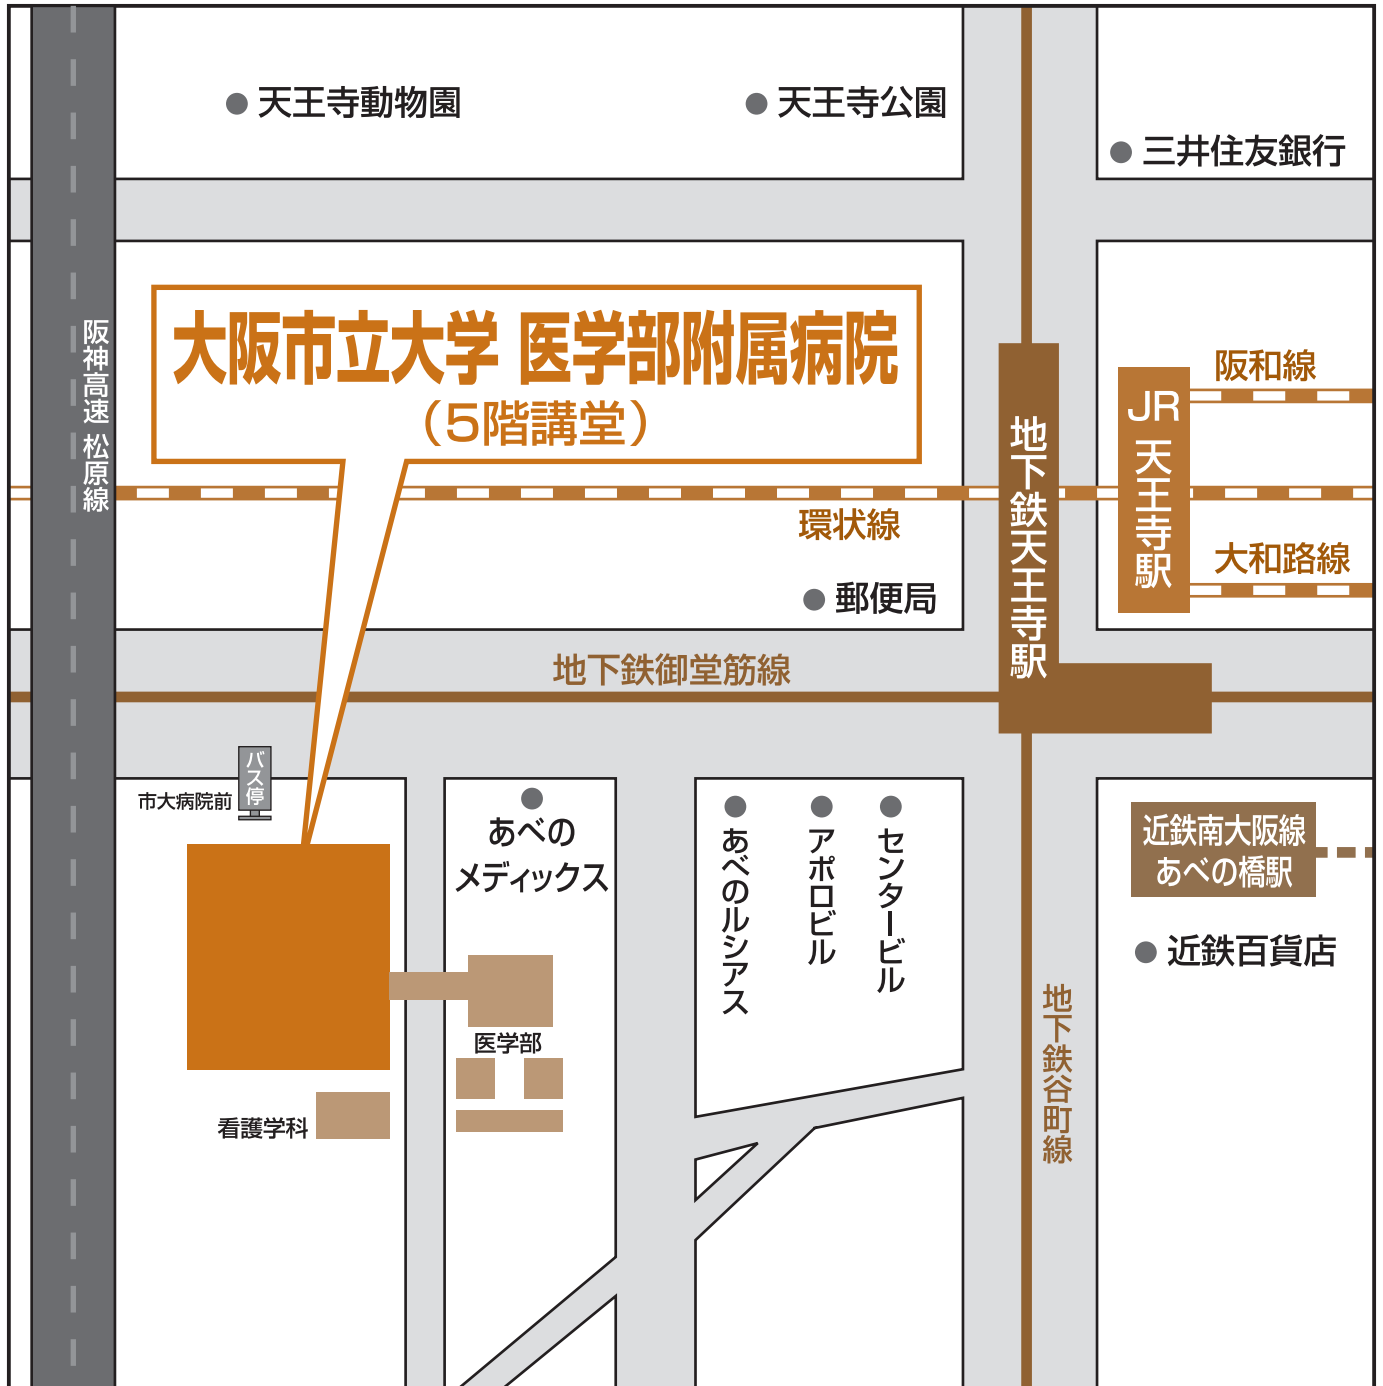 天王寺動物園
天王寺公園
三井住友銀行
阪神高速 松原線
大阪市立大学 医学部附属病院
（5階講堂）
地下鉄天王寺駅
JR
天王寺駅
阪和線
環状線
大和路線
郵便局
地下鉄御堂筋線
バス停
市大病院前
あべの
メディックス
あべのルシアス
アポロビル
センタービル
近鉄南大阪線
あべの橋駅
近鉄百貨店
地下鉄谷町線
医学部
看護学科